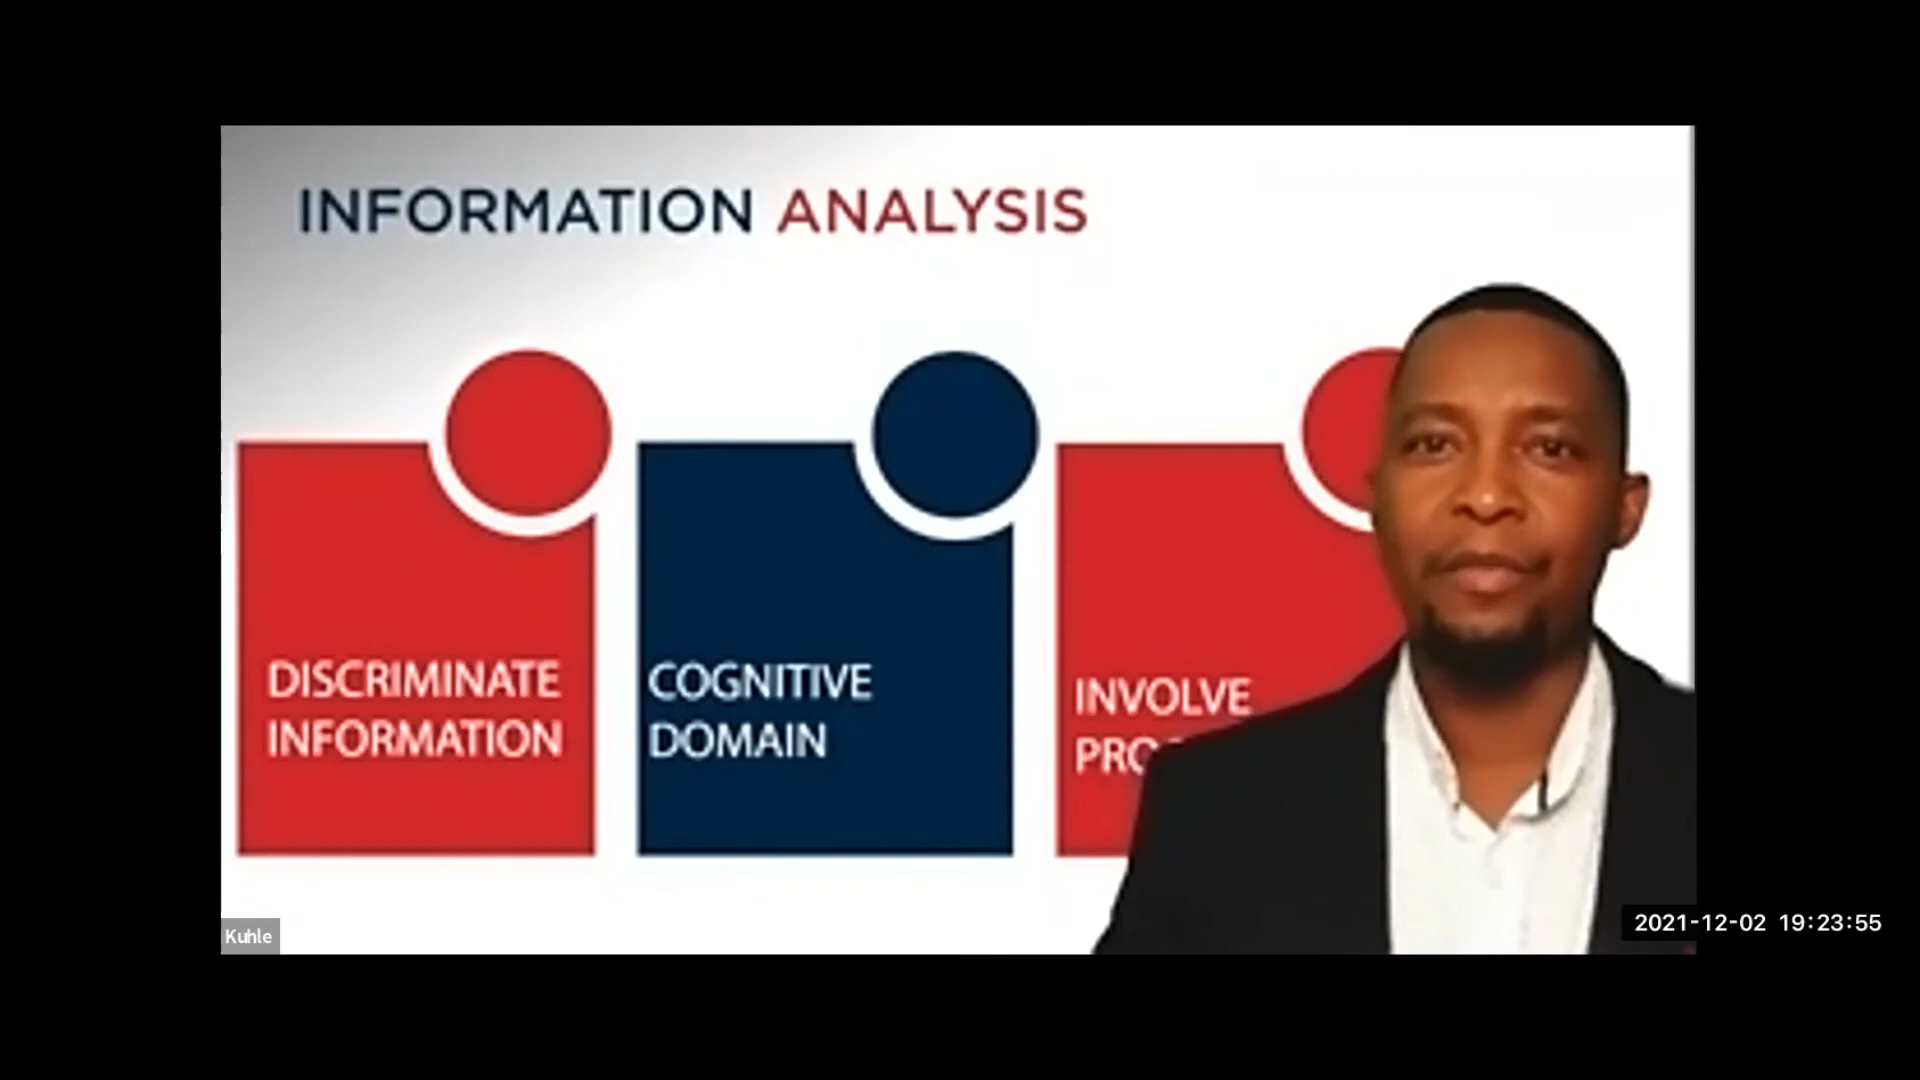 INFORMATION ANALYSIS
DISCRIMINATE
INFORMATION
COGNITIVE
DOMAIN
INVOLVE
Kuhle
2021-12-02 19:23:55